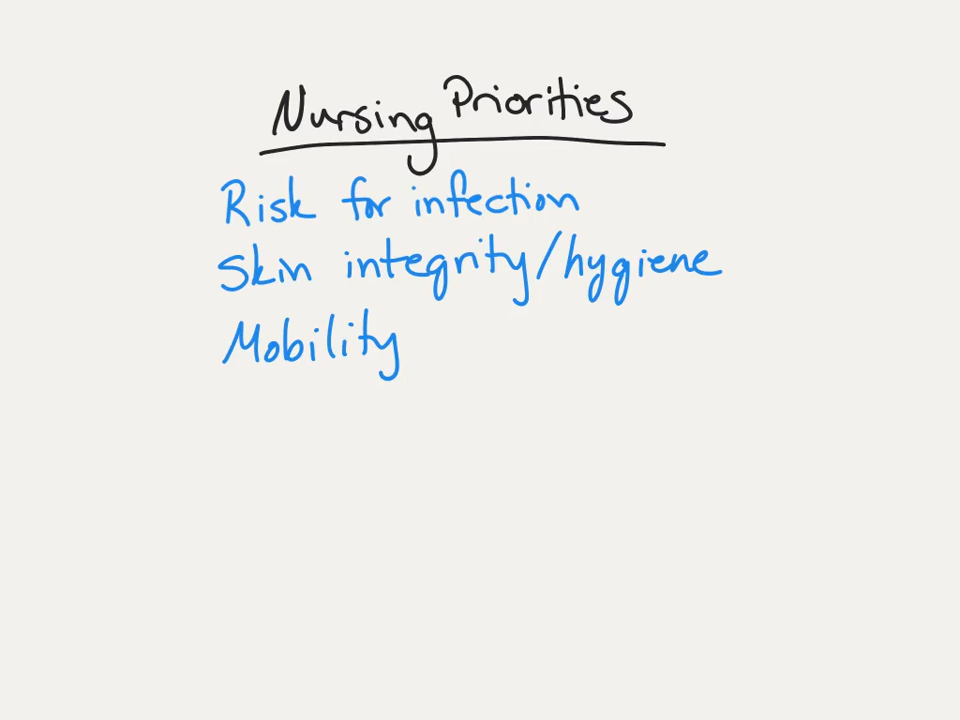 Nursing Priorities
Risk for infection
Skin integrity/hygiene
Mobility